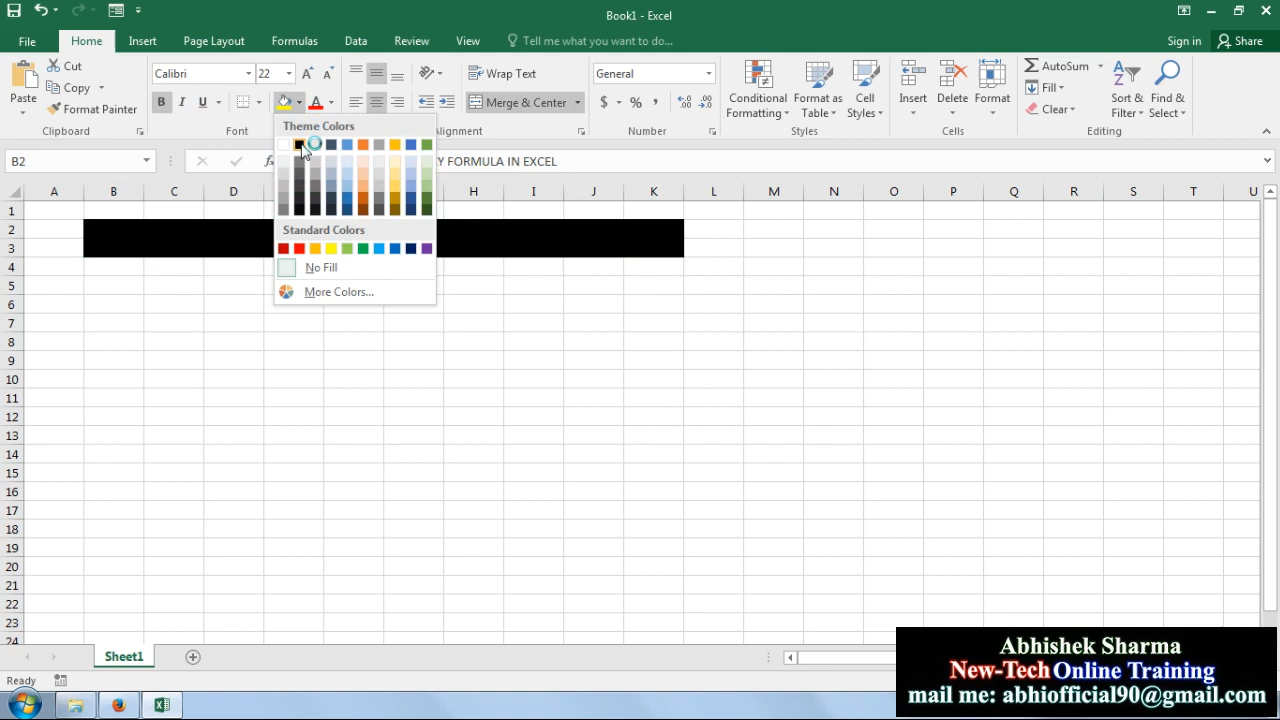 Book1 - Excel
File Home Insert Page Layout Formulas Data Review View Tell me what you want to do... Sign in Share
Paste Cut Copy Format Painter Clipboard
Calibri 22 B I U Font
Wrap Text Merge & Center Alignment
General $ % , Number
Conditional Formatting Format as Table Cell Styles Styles
Insert Delete Format Cells
AutoSum Fill Clear Sort & Filter Find & Select
B2 Y FORMULA IN EXCEL
Theme Colors
Standard Colors
No Fill
More Colors...
A B C D H I J K L M N O P Q R S T U
1
2
3
4
5
6
7
8
9
10
11
12
13
14
15
16
17
18
19
20
21
22
23
24
Sheet1
Ready
Abhishek Sharma
New-Tech Online Training
mail me: abhiofficial90@gmail.com